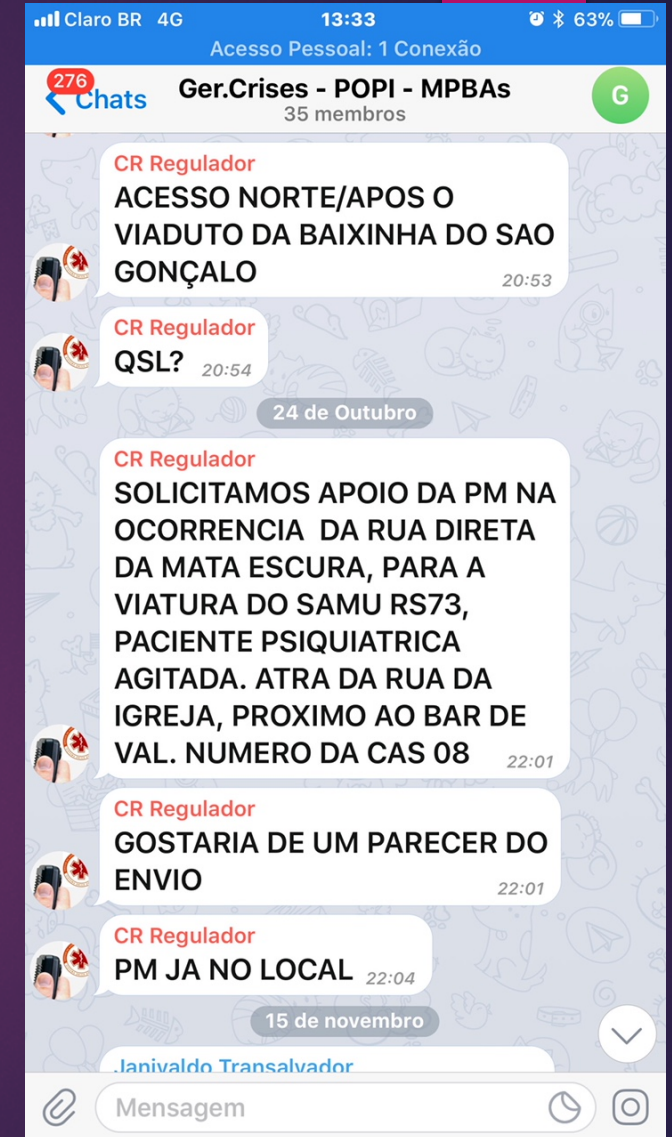 Claro BR 4G 13:33 63%
Acesso Pessoal: 1 Conexão
276
Chats
Ger.Crises - POPI - MPBAs
35 membros
G
CR Regulador
ACESSO NORTE/APOS O
VIADUTO DA BAIXINHA DO SAO
GONÇALO 20:53
CR Regulador
QSL? 20:54
24 de Outubro
CR Regulador
SOLICITAMOS APOIO DA PM NA
OCORRENCIA DA RUA DIRETA
DA MATA ESCURA, PARA A
VIATURA DO SAMU RS73,
PACIENTE PSIQUIATRICA
AGITADA. ATRA DA RUA DA
IGREJA, PROXIMO AO BAR DE
VAL. NUMERO DA CAS 08 22:01
CR Regulador
GOSTARIA DE UM PARECER DO
ENVIO 22:01
CR Regulador
PM JA NO LOCAL 22:04
15 de novembro
Janivaldo Transalvador
Mensagem